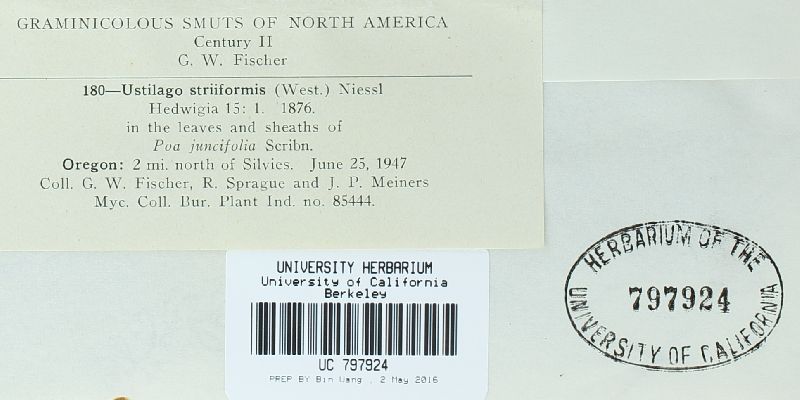 GRAMINICOLOUS SMUTS OF NORTH AMERICA
Century II
G. W. Fischer
180—Ustilago striiformis (West.) Niessl
Hedwigia 15: 1. 1876.
in the leaves and sheaths of
Poa juncifolia Scribn.
Oregon: 2 mi. north of Silvies. June 25, 1947
Coll. G. W. Fischer, R. Sprague and J. P. Meiners
Myc. Coll. Bur. Plant Ind. no. 85444.
HERBARIUM OF THE
797924
UNIVERSITY OF CALIFORNIA
UNIVERSITY HERBARIUM
University of California
Berkeley
UC 797924
PREP BY Bin Wang , 2 May 2016